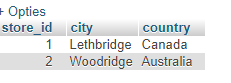 + Opties
store_id city country
1 Lethbridge Canada
2 Woodridge Australia